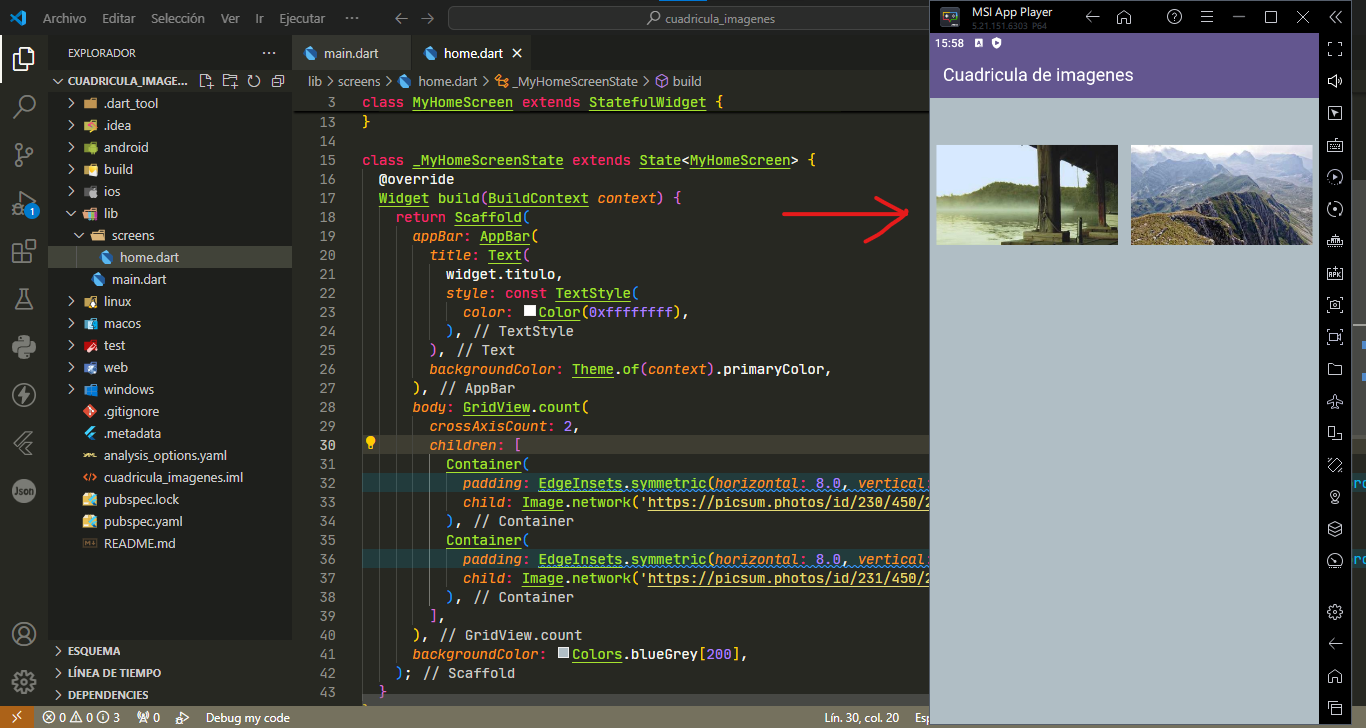 Archivo Editar Selección Ver Ir Ejecutar ··· cuadricula_imagenes
MSI App Player
5.21.151.6303 P64
EXPLORADOR
CUADRICULA_IMAGE...
.dart_tool
.idea
android
build
ios
lib
screens
home.dart
main.dart
linux
macos
test
web
windows
.gitignore
.metadata
analysis_options.yaml
cuadricula_imagenes.iml
pubspec.lock
pubspec.yaml
README.md
ESQUEMA
LÍNEA DE TIEMPO
DEPENDENCIES
1
Json
main.dart home.dart
lib > screens > home.dart > _MyHomeScreenState > build
3 class MyHomeScreen extends StatefulWidget {
13 }
14
15 class _MyHomeScreenState extends State<MyHomeScreen> {
16 @override
17 Widget build(BuildContext context) {
18 return Scaffold(
19 appBar: AppBar(
20 title: Text(
21 widget.titulo,
22 style: const TextStyle(
23 color: Color(0xffffffff),
24 ), // TextStyle
25 ), // Text
26 backgroundColor: Theme.of(context).primaryColor,
27 ), // AppBar
28 body: GridView.count(
29 crossAxisCount: 2,
30 children: [
31 Container(
32 padding: EdgeInsets.symmetric(horizontal: 8.0, vertical:
33 child: Image.network('https://picsum.photos/id/230/450/2
34 ), // Container
35 Container(
36 padding: EdgeInsets.symmetric(horizontal: 8.0, vertical:
37 child: Image.network('https://picsum.photos/id/231/450/2
38 ), // Container
39 ],
40 ), // GridView.count
41 backgroundColor: Colors.blueGrey[200],
42 ); // Scaffold
43 }
15:58
Cuadricula de imagenes
APK
0 0 3 0 Debug my code Lín. 30, col. 20 Esp